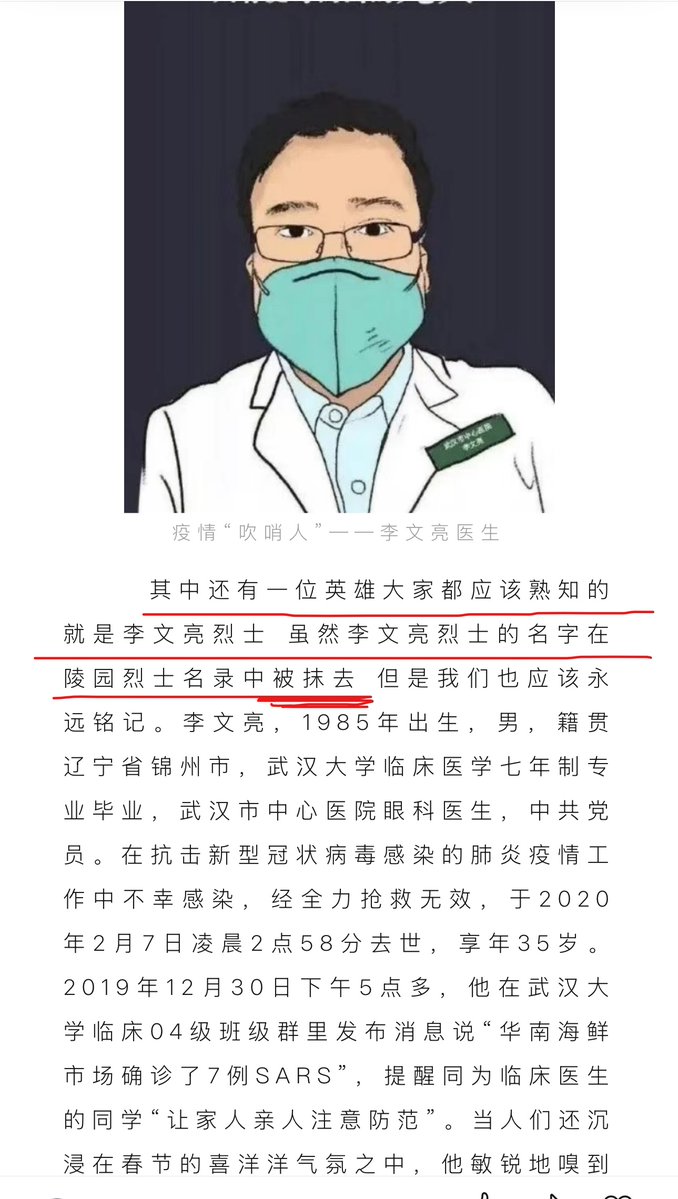 武汉市中心医院
李文亮
疫情“吹哨人”——李文亮医生
其中还有一位英雄大家都应该熟知的
就是李文亮烈士 虽然李文亮烈士的名字在
陵园烈士名录中被抹去 但是我们也应该永
远铭记。李文亮，1985年出生，男，籍贯
辽宁省锦州市，武汉大学临床医学七年制专
业毕业，武汉市中心医院眼科医生，中共党
员。在抗击新型冠状病毒感染的肺炎疫情工
作中不幸感染，经全力抢救无效，于2020
年2月7日凌晨2点58分去世，享年35岁。
2019年12月30日下午5点多，他在武汉大
学临床04级班级群里发布消息说“华南海鲜
市场确诊了7例SARS”，提醒同为临床医生
的同学“让家人亲人注意防范”。当人们还沉
浸在春节的喜洋洋气氛之中，他敏锐地嗅到